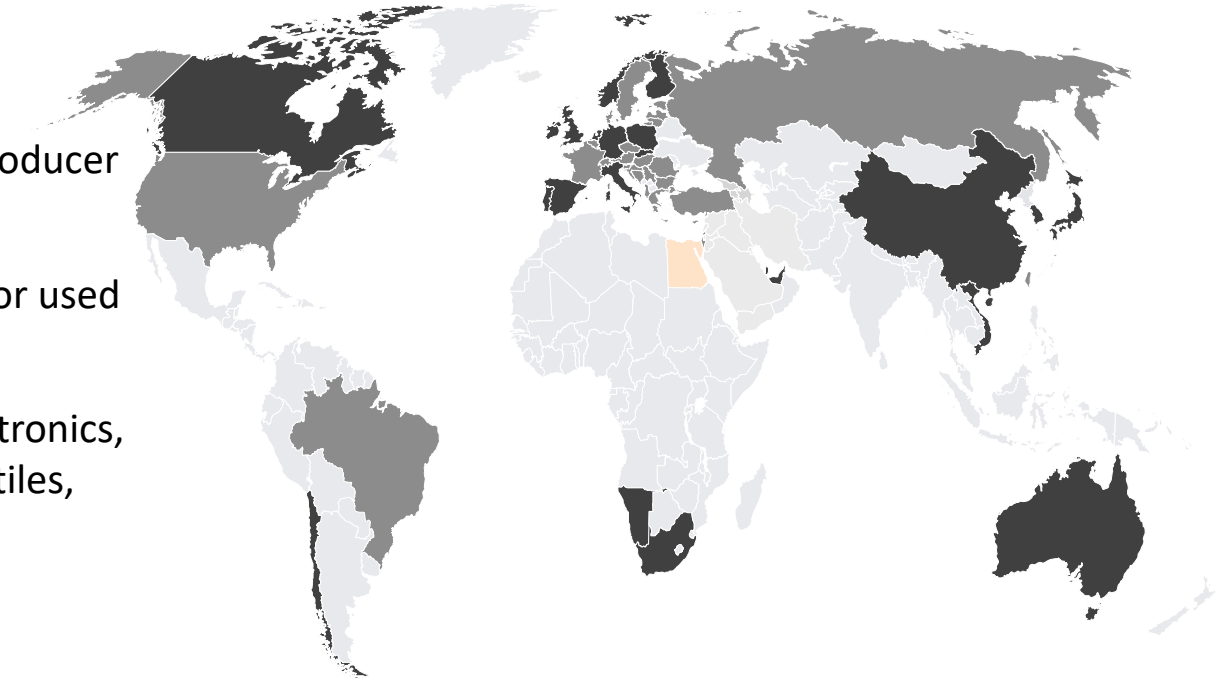 oducer
or used
tronics,
tiles,